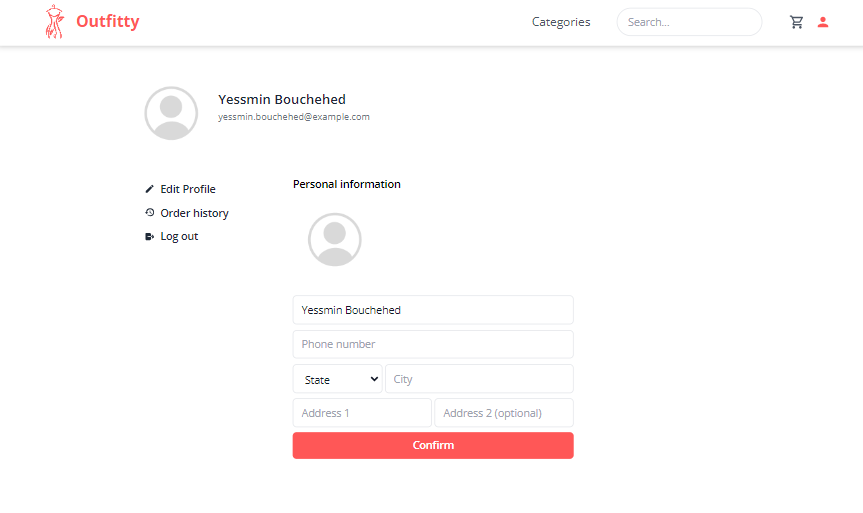 Outfitty
Categories
Search...
Yessmin Bouchehed
yessmin.bouchehed@example.com
Edit Profile
Order history
Log out
Personal information
Yessmin Bouchehed
Phone number
State City
Address 1 Address 2 (optional)
Confirm